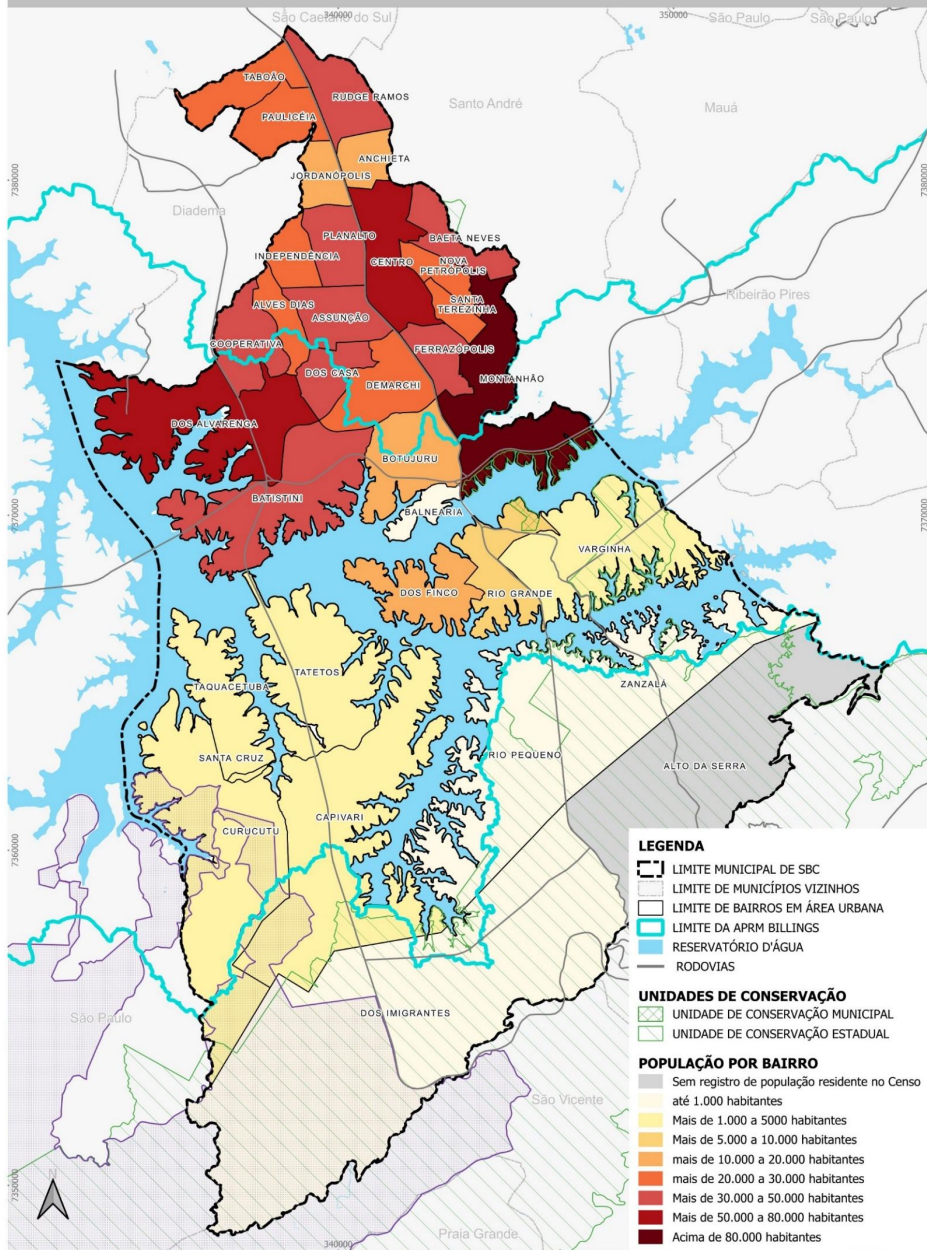 340000
350000
São Caetano do Sul
São Paulo
São Paulo
TABOÃO
RUDGE RAMOS
PAULICÉIA
Santo André
Mauá
ANCHIETA
JORDANÓPOLIS
7380000
7380000
Diadema
PLANALTO
BAETA NEVES
INDEPENDÊNCIA
CENTRO
NOVA
PETRÓPOLIS
Ribeirão Pires
ALVES DIAS
SANTA
TEREZINHA
ASSUNÇÃO
COOPERATIVA
FERRAZÓPOLIS
DOS CASA
DEMARCHI
MONTANHÃO
DOS ALVARENGA
BOTUJURU
BATISTINI
BALNEARIA
7370000
7370000
VARGINHA
DOS FINCO
RIO GRANDE
TATETOS
TAQUACETUBA
ZANZALÁ
SANTA CRUZ
RIO PEQUENO
ALTO DA SERRA
CAPIVARI
CURUCUTU
7360000
São Paulo
DOS IMIGRANTES
São Vicente
7350000
N
Praia Grande
340000
LEGENDA
LIMITE MUNICIPAL DE SBC
LIMITE DE MUNICÍPIOS VIZINHOS
LIMITE DE BAIRROS EM ÁREA URBANA
LIMITE DA APRM BILLINGS
RESERVATÓRIO D'ÁGUA
RODOVIAS
UNIDADES DE CONSERVAÇÃO
UNIDADE DE CONSERVAÇÃO MUNICIPAL
UNIDADE DE CONSERVAÇÃO ESTADUAL
POPULAÇÃO POR BAIRRO
Sem registro de população residente no Censo
até 1.000 habitantes
Mais de 1.000 a 5000 habitantes
Mais de 5.000 a 10.000 habitantes
mais de 10.000 a 20.000 habitantes
mais de 20.000 a 30.000 habitantes
Mais de 30.000 a 50.000 habitantes
Mais de 50.000 a 80.000 habitantes
Acima de 80.000 habitantes